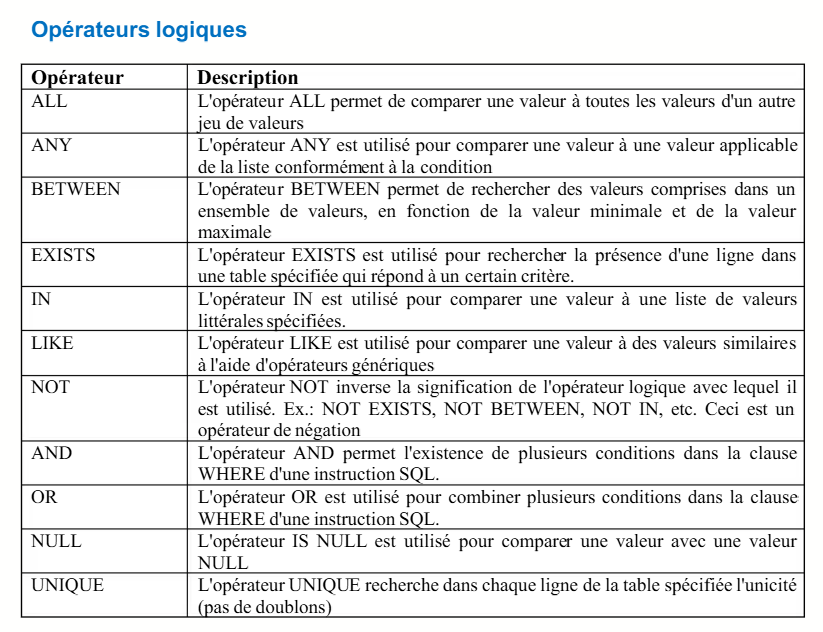 Opérateurs logiques
Opérateur Description
ALL L'opérateur ALL permet de comparer une valeur à toutes les valeurs d'un autre
jeu de valeurs
ANY L'opérateur ANY est utilisé pour comparer une valeur à une valeur applicable
de la liste conformément à la condition
BETWEEN L'opérateur BETWEEN permet de rechercher des valeurs comprises dans un
ensemble de valeurs, en fonction de la valeur minimale et de la valeur
maximale
EXISTS L'opérateur EXISTS est utilisé pour rechercher la présence d'une ligne dans
une table spécifiée qui répond à un certain critère.
IN L'opérateur IN est utilisé pour comparer une valeur à une liste de valeurs
littérales spécifiées.
LIKE L'opérateur LIKE est utilisé pour comparer une valeur à des valeurs similaires
à l'aide d'opérateurs génériques
NOT L'opérateur NOT inverse la signification de l'opérateur logique avec lequel il
est utilisé. Ex.: NOT EXISTS, NOT BETWEEN, NOT IN, etc. Ceci est un
opérateur de négation
AND L'opérateur AND permet l'existence de plusieurs conditions dans la clause
WHERE d'une instruction SQL.
OR L'opérateur OR est utilisé pour combiner plusieurs conditions dans la clause
WHERE d'une instruction SQL.
NULL L'opérateur IS NULL est utilisé pour comparer une valeur avec une valeur
NULL
UNIQUE L'opérateur UNIQUE recherche dans chaque ligne de la table spécifiée l'unicité
(pas de doublons)